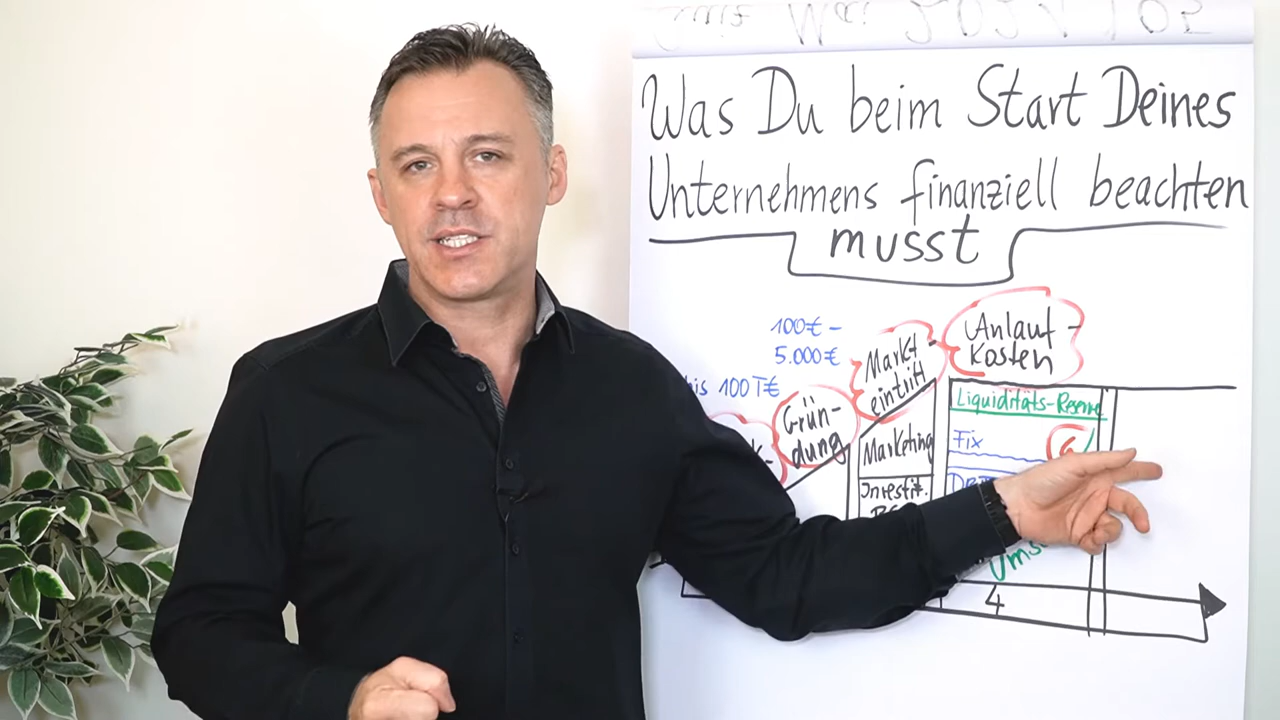 Was Du beim Start Deines
Unternehmens finanziell beachten
musst
100€ -
5.000€
bis 100T€
Grün-
dung
Markt-
eintritt
Anlauf-
kosten
Marketing
Investit.
Liquiditäts-Reserve
Fix
6
4